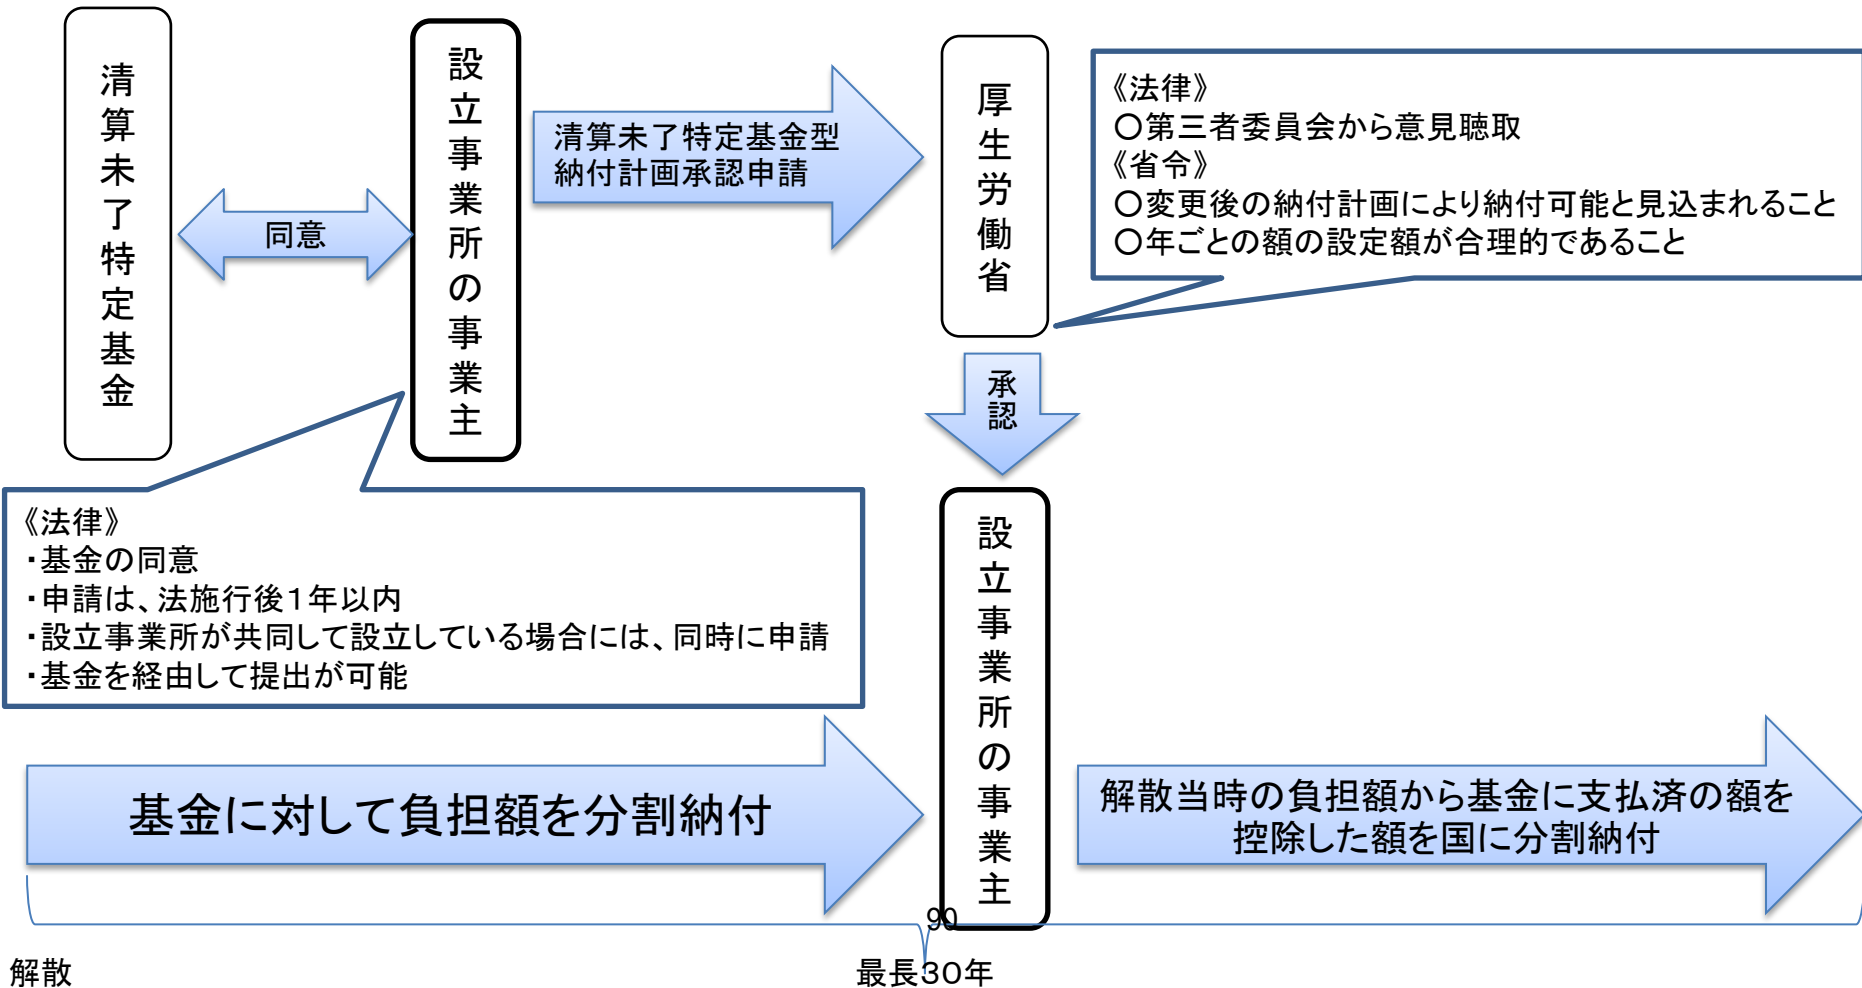 清算未了特定基金
同意
設立事業所の事業主
清算未了特定基金型
納付計画承認申請
厚生労働省
《法律》
○第三者委員会から意見聴取
《省令》
○変更後の納付計画により納付可能と見込まれること
○年ごとの額の設定額が合理的であること
承認
《法律》
・基金の同意
・申請は、法施行後１年以内
・設立事業所が共同して設立している場合には、同時に申請
・基金を経由して提出が可能
設立事業所の事業主
基金に対して負担額を分割納付
解散当時の負担額から基金に支払済の額を
控除した額を国に分割納付
90
解散
最長30年